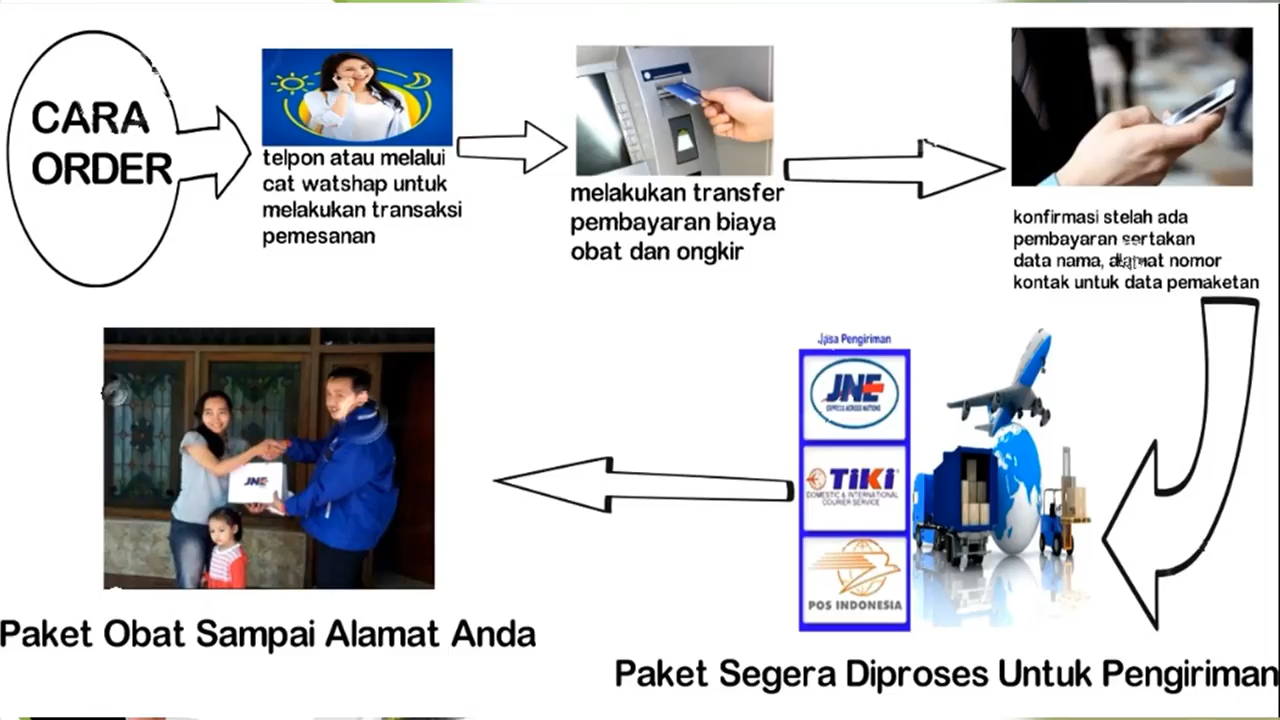 CARA
ORDER
telpon atau melalui
cat watshap untuk
melakukan transaksi
pemesanan
melakukan transfer
pembayaran biaya
obat dan ongkir
konfirmasi stelah ada
pembayaran sertakan
data nama, alamat nomor
kontak untuk data pemaketan
Jasa Pengiriman
JNE
EXPRESS ACROSS NATIONS
TIKI
DOMESTIC & INTERNATIONAL
COURIER SERVICE
POS INDONESIA
JNE
Paket Obat Sampai Alamat Anda
Paket Segera Diproses Untuk Pengiriman